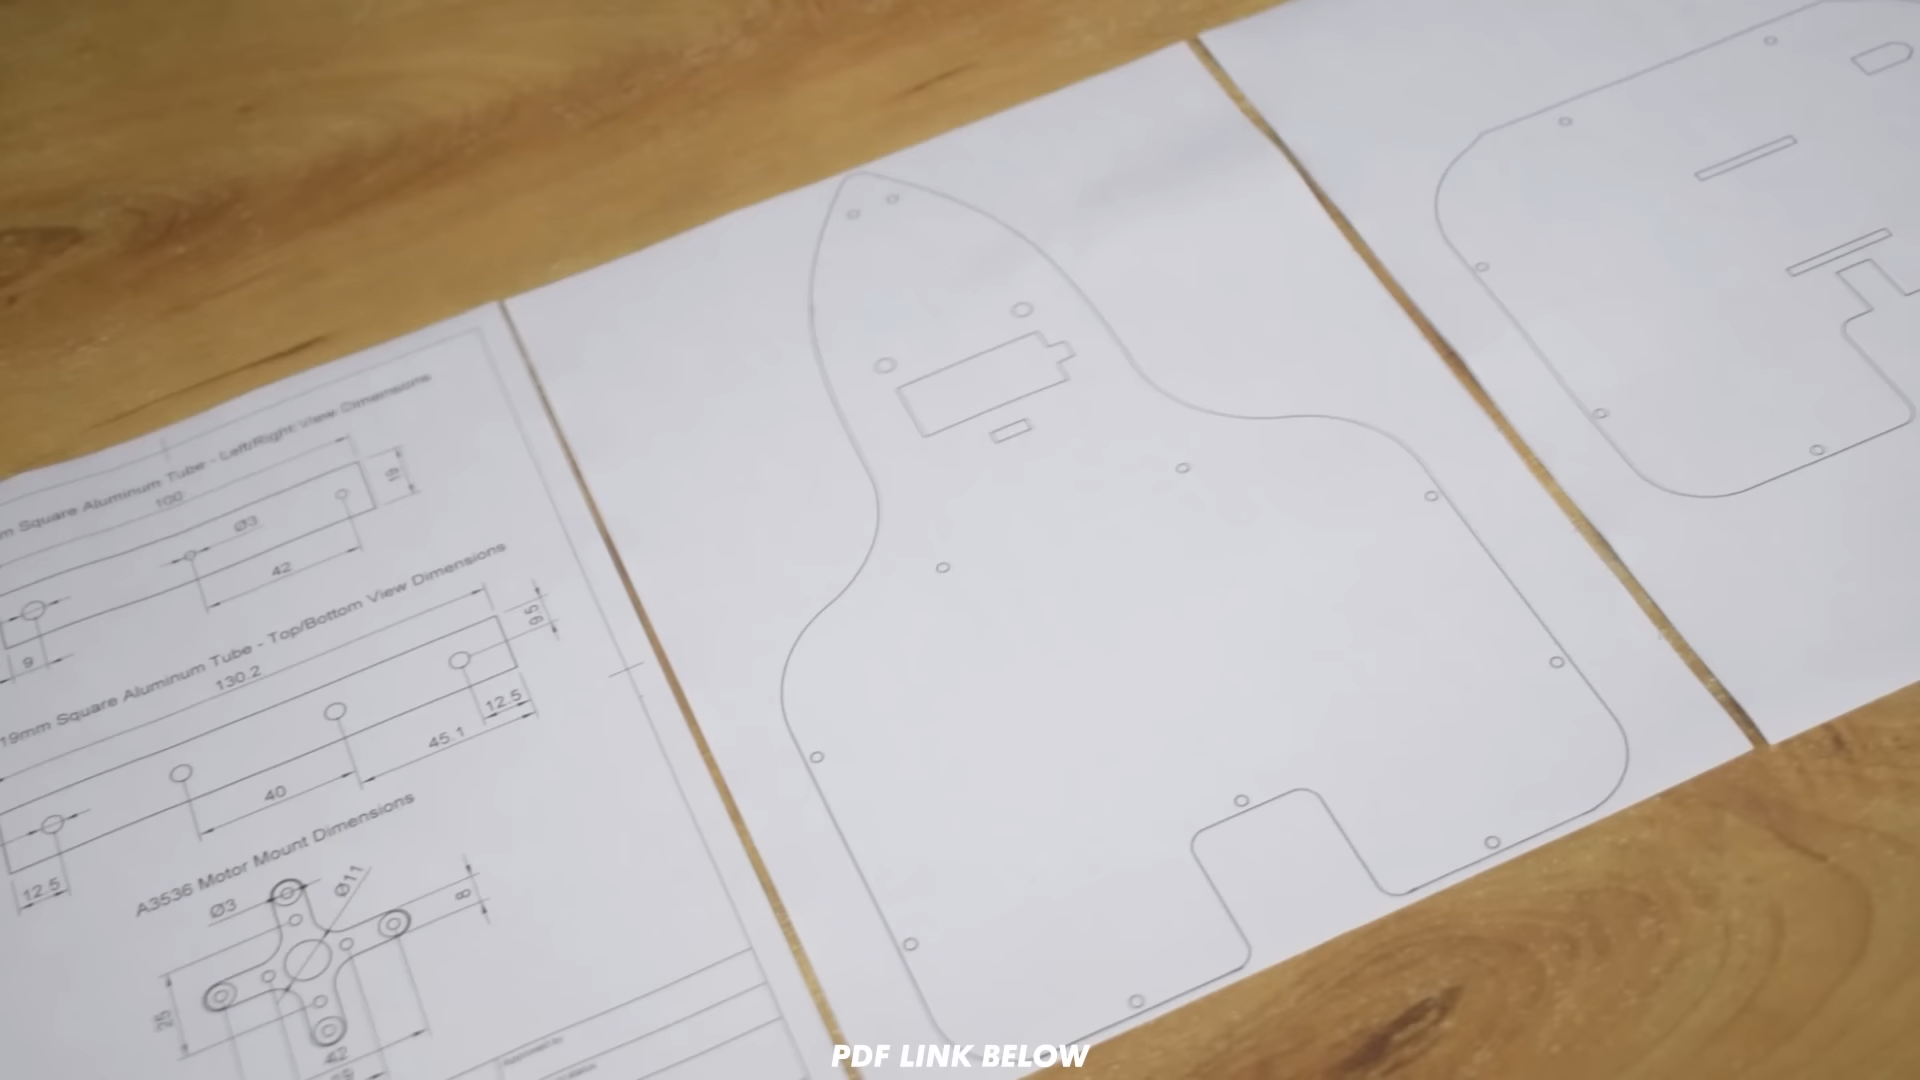 m Square Aluminum Tube - Left/Right View Dimensions
100
19
Ø3
42
9
19mm Square Aluminum Tube - Top/Bottom View Dimensions
130.2
9.5
12.5
45.1
40
12.5
A3536 Motor Mount Dimensions
Ø3
Ø11
8
25
42
PDF LINK BELOW